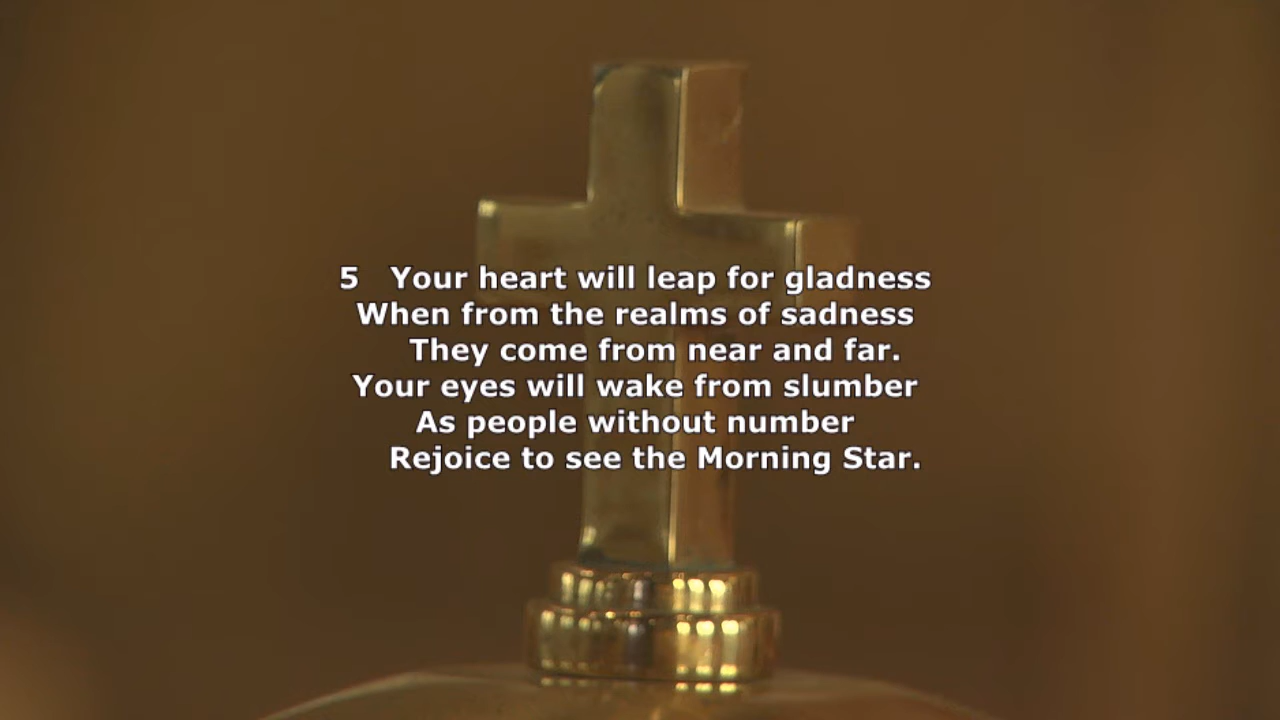 5 Your heart will leap for gladness
When from the realms of sadness
They come from near and far.
Your eyes will wake from slumber
As people without number
Rejoice to see the Morning Star.